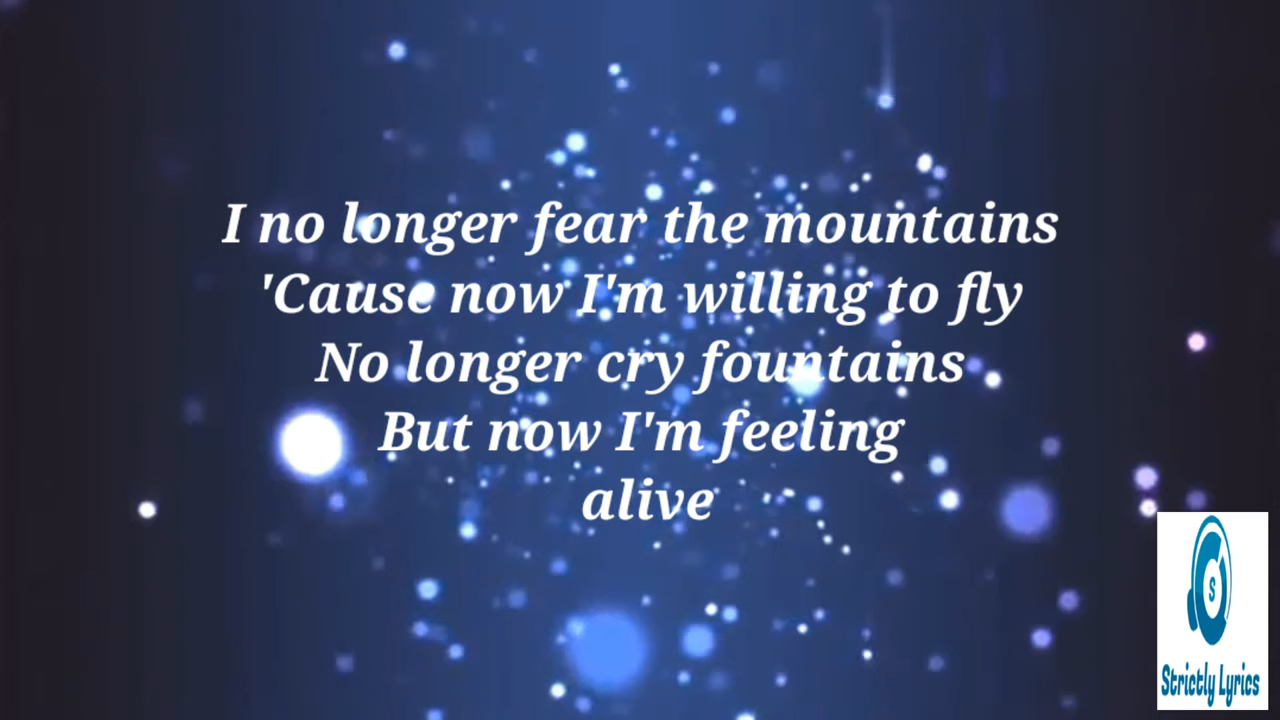 I no longer fear the mountains
'Cause now I'm willing to fly
No longer cry fountains
But now I'm feeling
alive
S
Strictly Lyrics